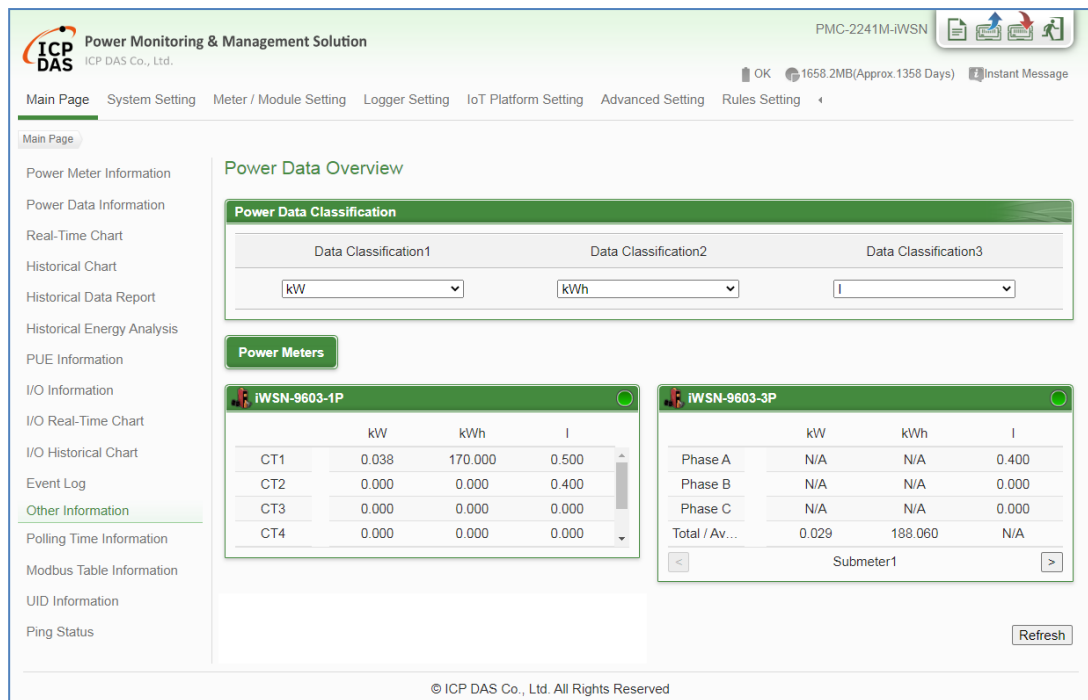 PMC-2241M-iWSN
ICP DAS
Power Monitoring & Management Solution
ICP DAS Co., Ltd.
OK 1658.2MB(Approx.1358 Days) Instant Message
Main Page System Setting Meter / Module Setting Logger Setting IoT Platform Setting Advanced Setting Rules Setting
Main Page
Power Meter Information
Power Data Information
Real-Time Chart
Historical Chart
Historical Data Report
Historical Energy Analysis
PUE Information
I/O Information
I/O Real-Time Chart
I/O Historical Chart
Event Log
Other Information
Polling Time Information
Modbus Table Information
UID Information
Ping Status
Power Data Overview
Power Data Classification
Data Classification1 Data Classification2 Data Classification3
kW kWh I
Power Meters
iWSN-9603-1P
kW kWh I
CT1 0.038 170.000 0.500
CT2 0.000 0.000 0.400
CT3 0.000 0.000 0.000
CT4 0.000 0.000 0.000
iWSN-9603-3P
kW kWh I
Phase A N/A N/A 0.400
Phase B N/A N/A 0.000
Phase C N/A N/A 0.000
Total / Av... 0.029 188.060 N/A
< Submeter1 >
Refresh
© ICP DAS Co., Ltd. All Rights Reserved